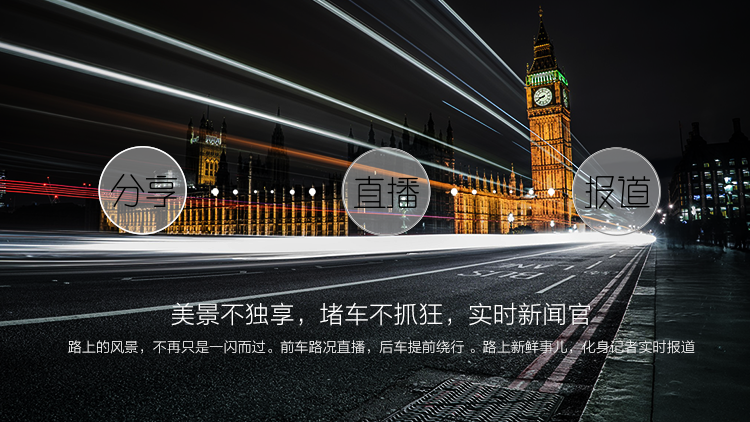 分享 直播 报道
BUS LANE
美景不独享，堵车不抓狂，实时新闻官
路上的风景，不再只是一闪而过。前车路况直播，后车提前绕行 。路上新鲜事儿，化身记者实时报道